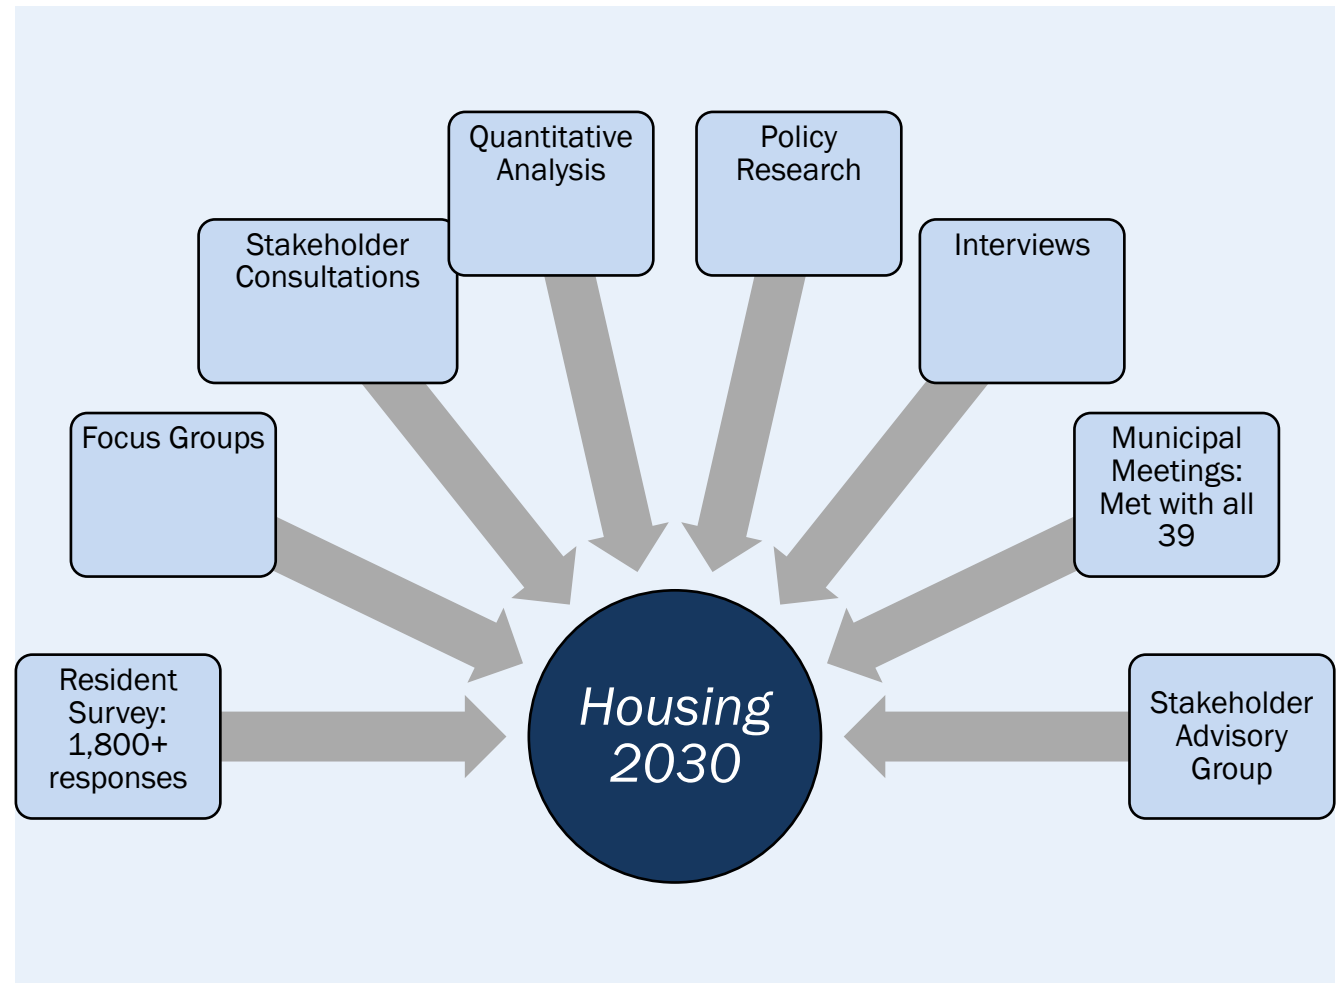 Quantitative
Analysis
Policy
Research
Stakeholder
Consultations
Interviews
Focus Groups
Municipal
Meetings:
Met with all
39
Resident
Survey:
1,800+
responses
Housing
2030
Stakeholder
Advisory
Group